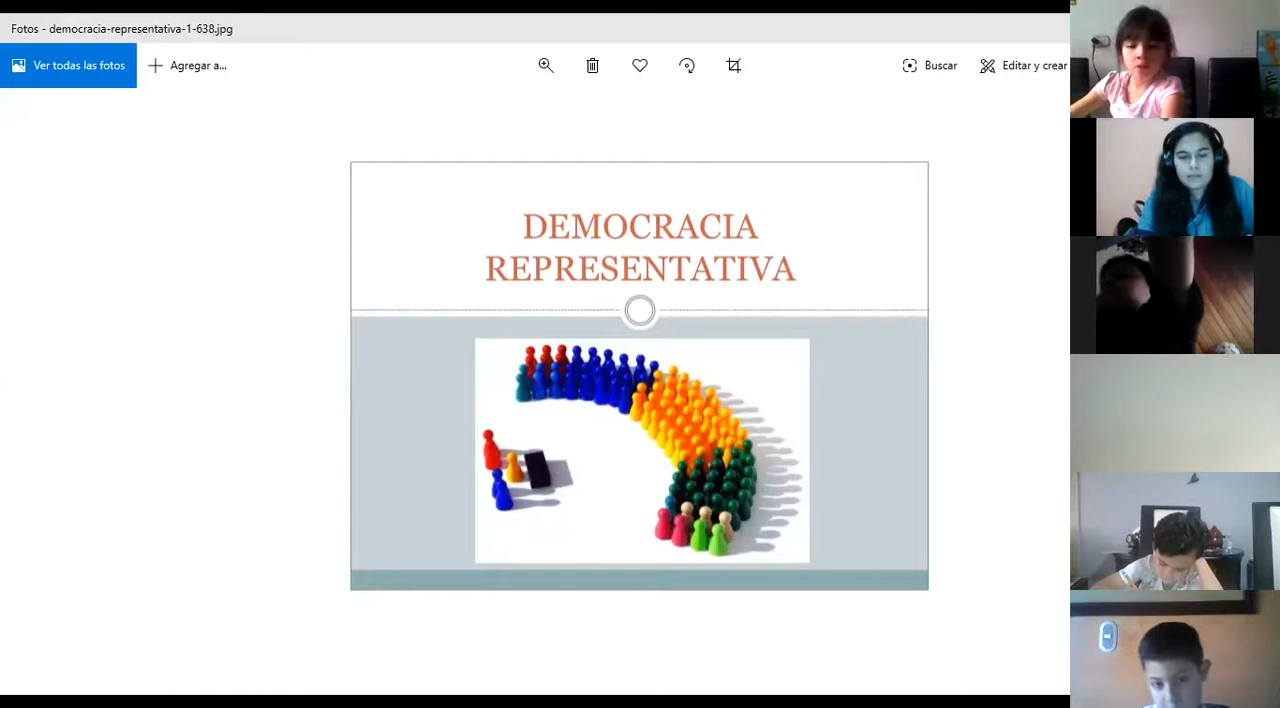 Fotos - democracia-representativa-1-638.jpg
Ver todas las fotos
Agregar a...
Buscar
Editar y crear
DEMOCRACIA
REPRESENTATIVA